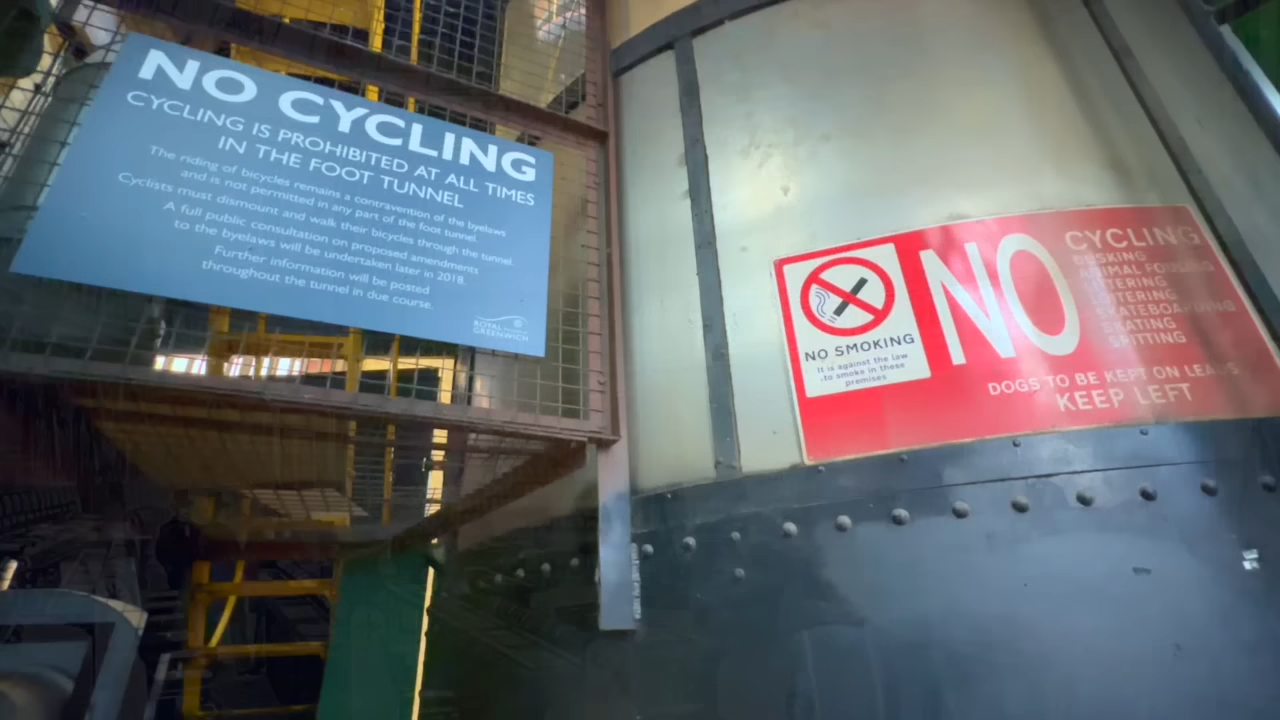 NO CYCLING
CYCLING IS PROHIBITED AT ALL TIMES
IN THE FOOT TUNNEL
The riding of bicycles remains a contravention of the byelaws
and is not permitted in any part of the foot tunnel.
Cyclists must dismount and walk their bicycles through the tunnel.
A full public consultation on proposed amendments
to the byelaws will be undertaken later in 2018.
Further information will be posted
throughout the tunnel in due course.
ROYAL
GREENWICH
NO SMOKING
It is against the law
to smoke in these
premises
NO
CYCLING
BUSKING
ANIMAL FOULING
LITTERING
LOITERING
SKATEBOARDING
SKATING
SPITTING
DOGS TO BE KEPT ON LEADS
KEEP LEFT